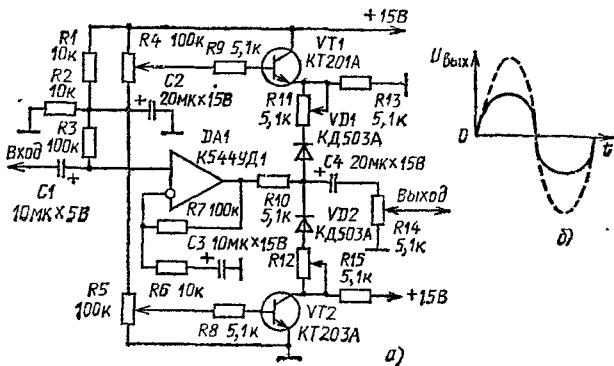 +15В
R1
10к
R2
10к
R3
100к
R4 100к
R9 5,1к
VT1
КТ201А
C2
20мк×15В
R11
5,1к
R13
5,1к
VD1
КД503А
Вход
C1
10мк×5В
DA1
К544УД1
C4 20мк×15В
R10
5,1к
Выход
VD2
КД503А
R14
5,1к
R7 100к
C3 10мк×15В
R6 10к
R12
5,1к
R15
5,1к
+15В
R5
100к
R8 5,1к
VT2
КТ203А
а)
Uвых
0
t
б)